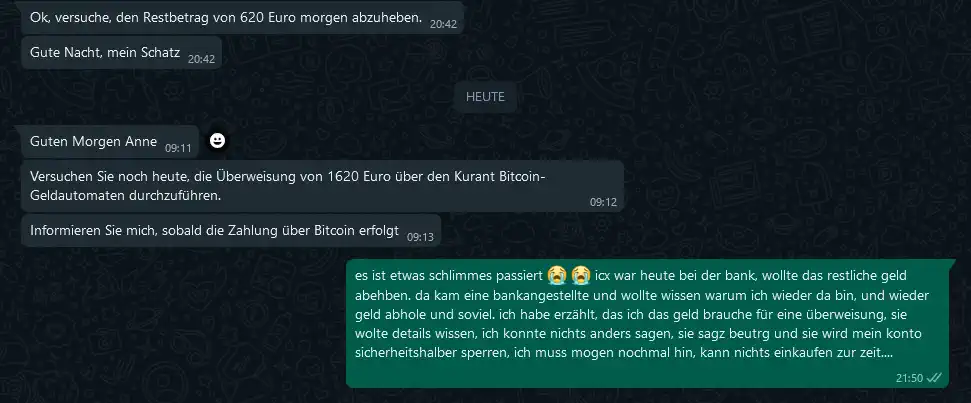 Ok, versuche, den Restbetrag von 620 Euro morgen abzuheben. 20:42
Gute Nacht, mein Schatz 20:42
HEUTE
Guten Morgen Anne 09:11
Versuchen Sie noch heute, die Überweisung von 1620 Euro über den Kurant Bitcoin-
Geldautomaten durchzuführen. 09:12
Informieren Sie mich, sobald die Zahlung über Bitcoin erfolgt 09:13
es ist etwas schlimmes passiert 😭 😭 icx war heute bei der bank, wollte das restliche geld
abehben. da kam eine bankangestellte und wollte wissen warum ich wieder da bin, und wieder
geld abhole und soviel. ich habe erzählt, das ich das geld brauche für eine überweisung, sie
wolte details wissen, ich konnte nichts anders sagen, sie sagz beutrg und sie wird mein konto
sicherheitshalber sperren, ich muss mogen nochmal hin, kann nichts einkaufen zur zeit....
21:50